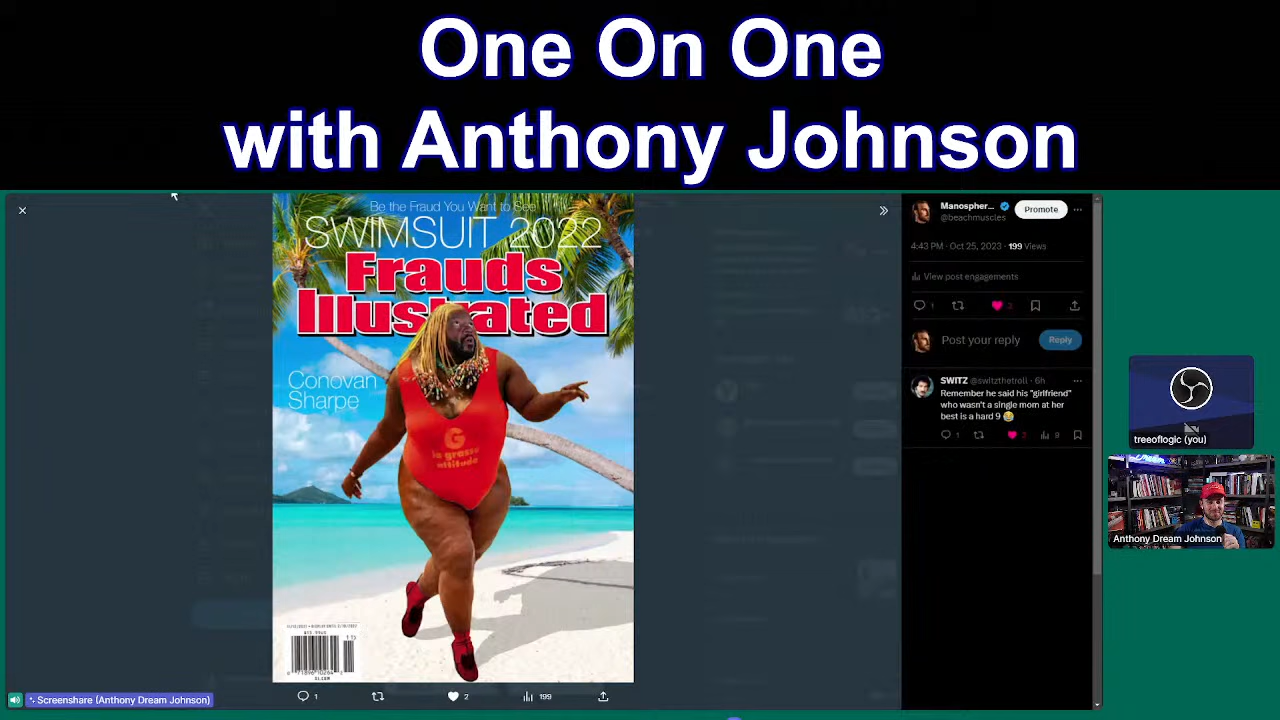 One On One
with Anthony Johnson
Be the Fraud You Want to See
SWIMSUIT 2022
Frauds
Illustrated
Conovan
Sharpe
G
la grasse
attitude
1
2
199
Manospher...
@beachmuscles
Promote
4:43 PM · Oct 25, 2023 · 199 Views
View post engagements
1
3
Post your reply
Reply
SWITZ @switzthetroll · 6h
Remember he said his "girlfriend"
who wasn't a single mom at her
best is a hard 9 😂
1
2
9
treeoflogic (you)
Anthony Dream Johnson
Screenshare (Anthony Dream Johnson)